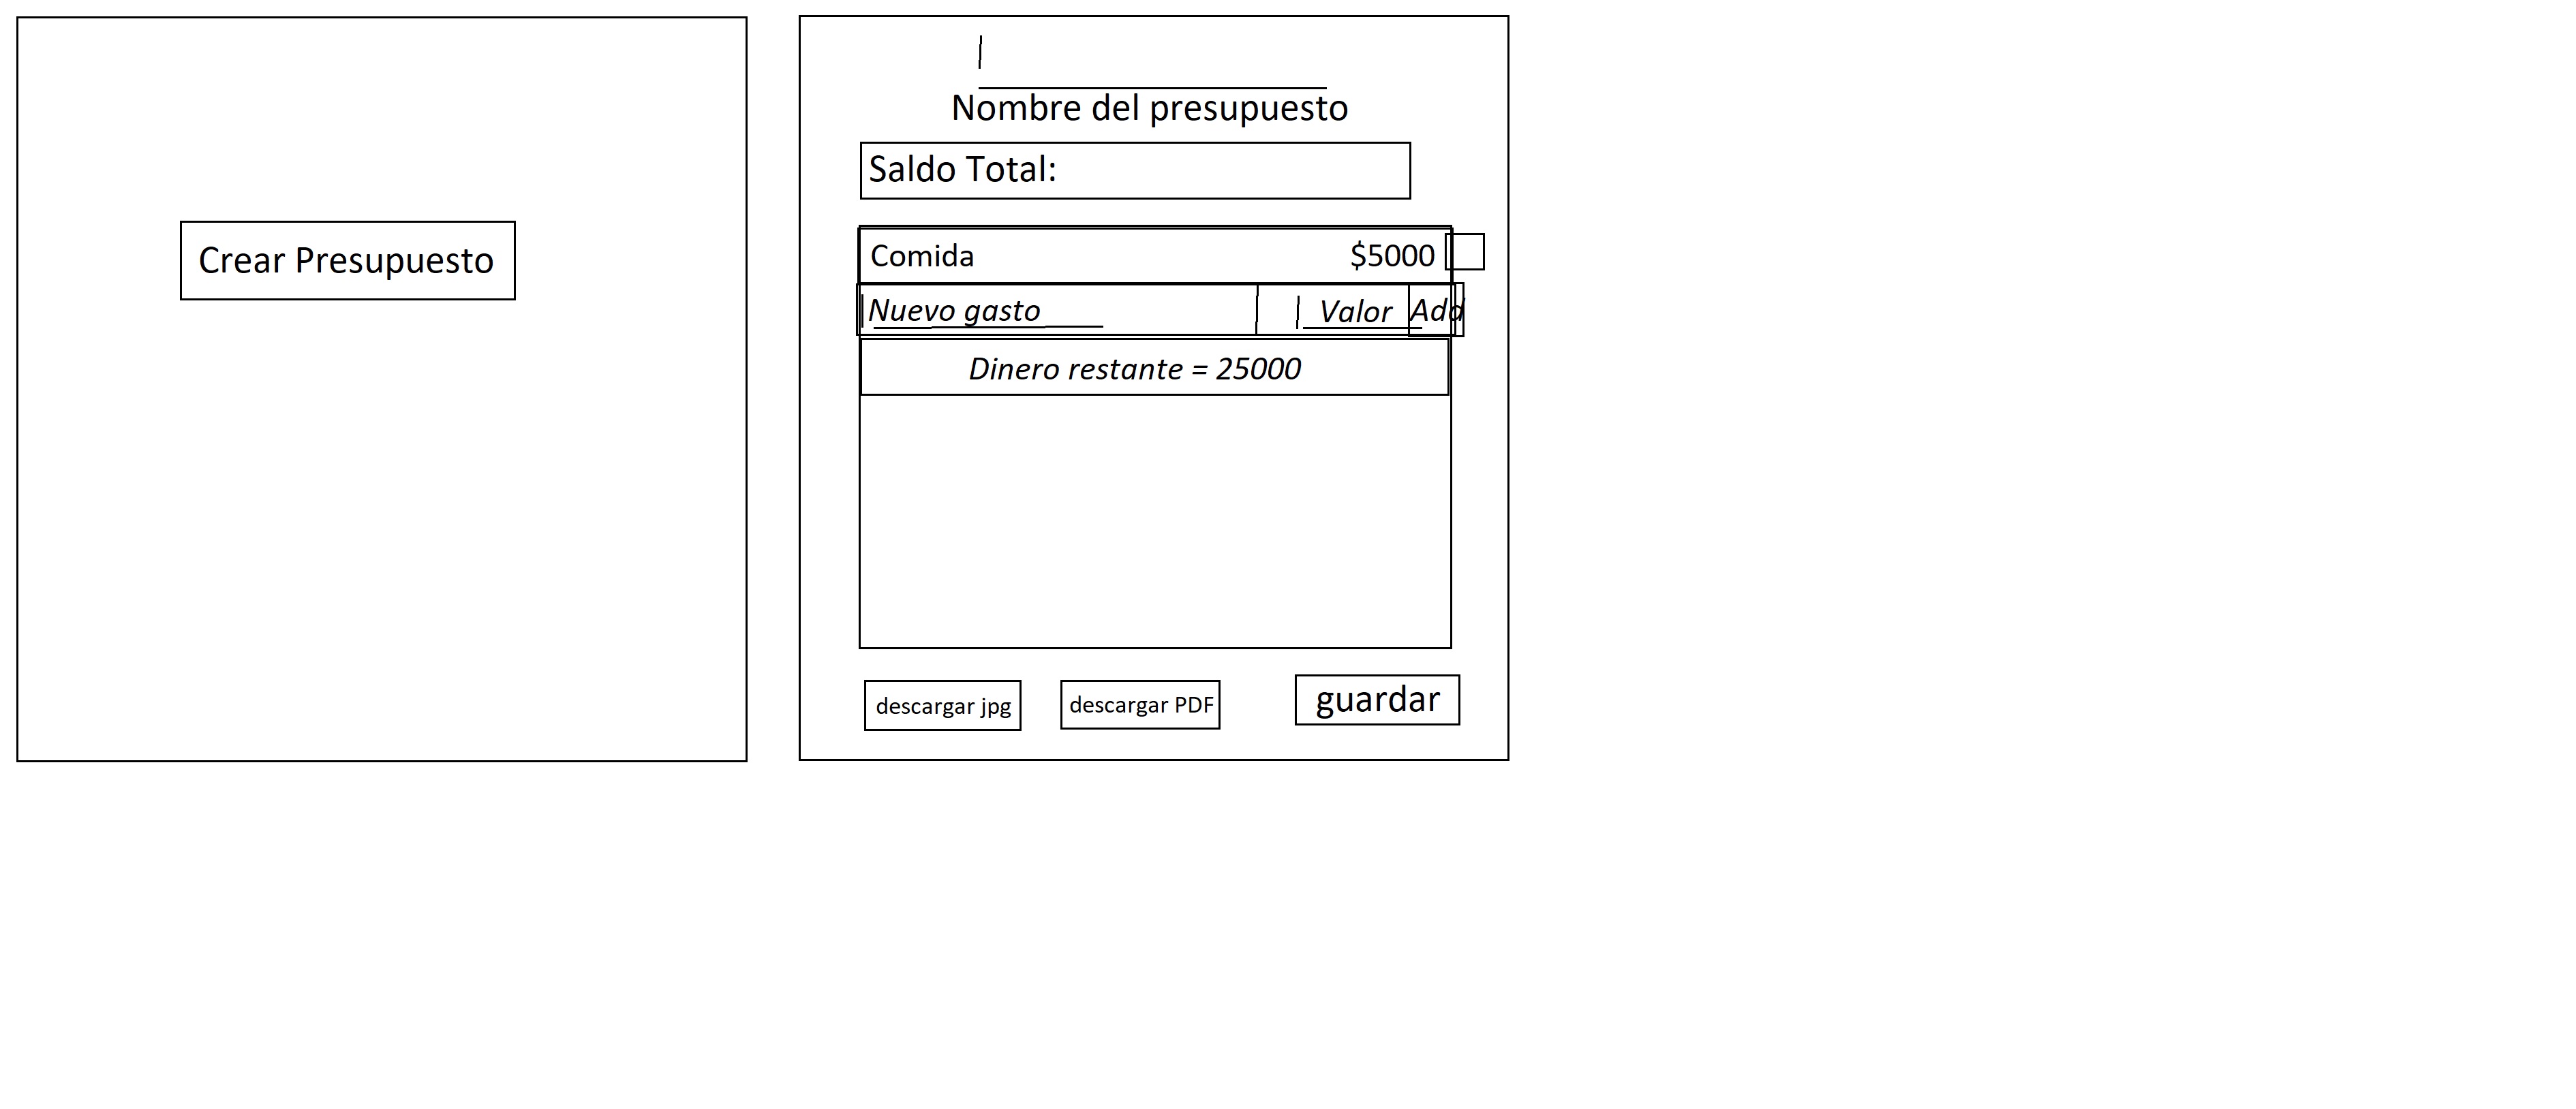 Crear Presupuesto
Nombre del presupuesto
Saldo Total:
Comida $5000
Nuevo gasto Valor Add
Dinero restante = 25000
descargar jpg descargar PDF guardar